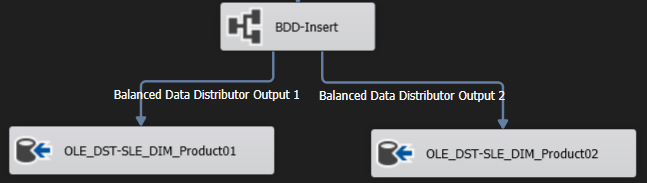 BDD-Insert
Balanced Data Distributor Output 1
Balanced Data Distributor Output 2
OLE_DST-SLE_DIM_Product01
OLE_DST-SLE_DIM_Product02